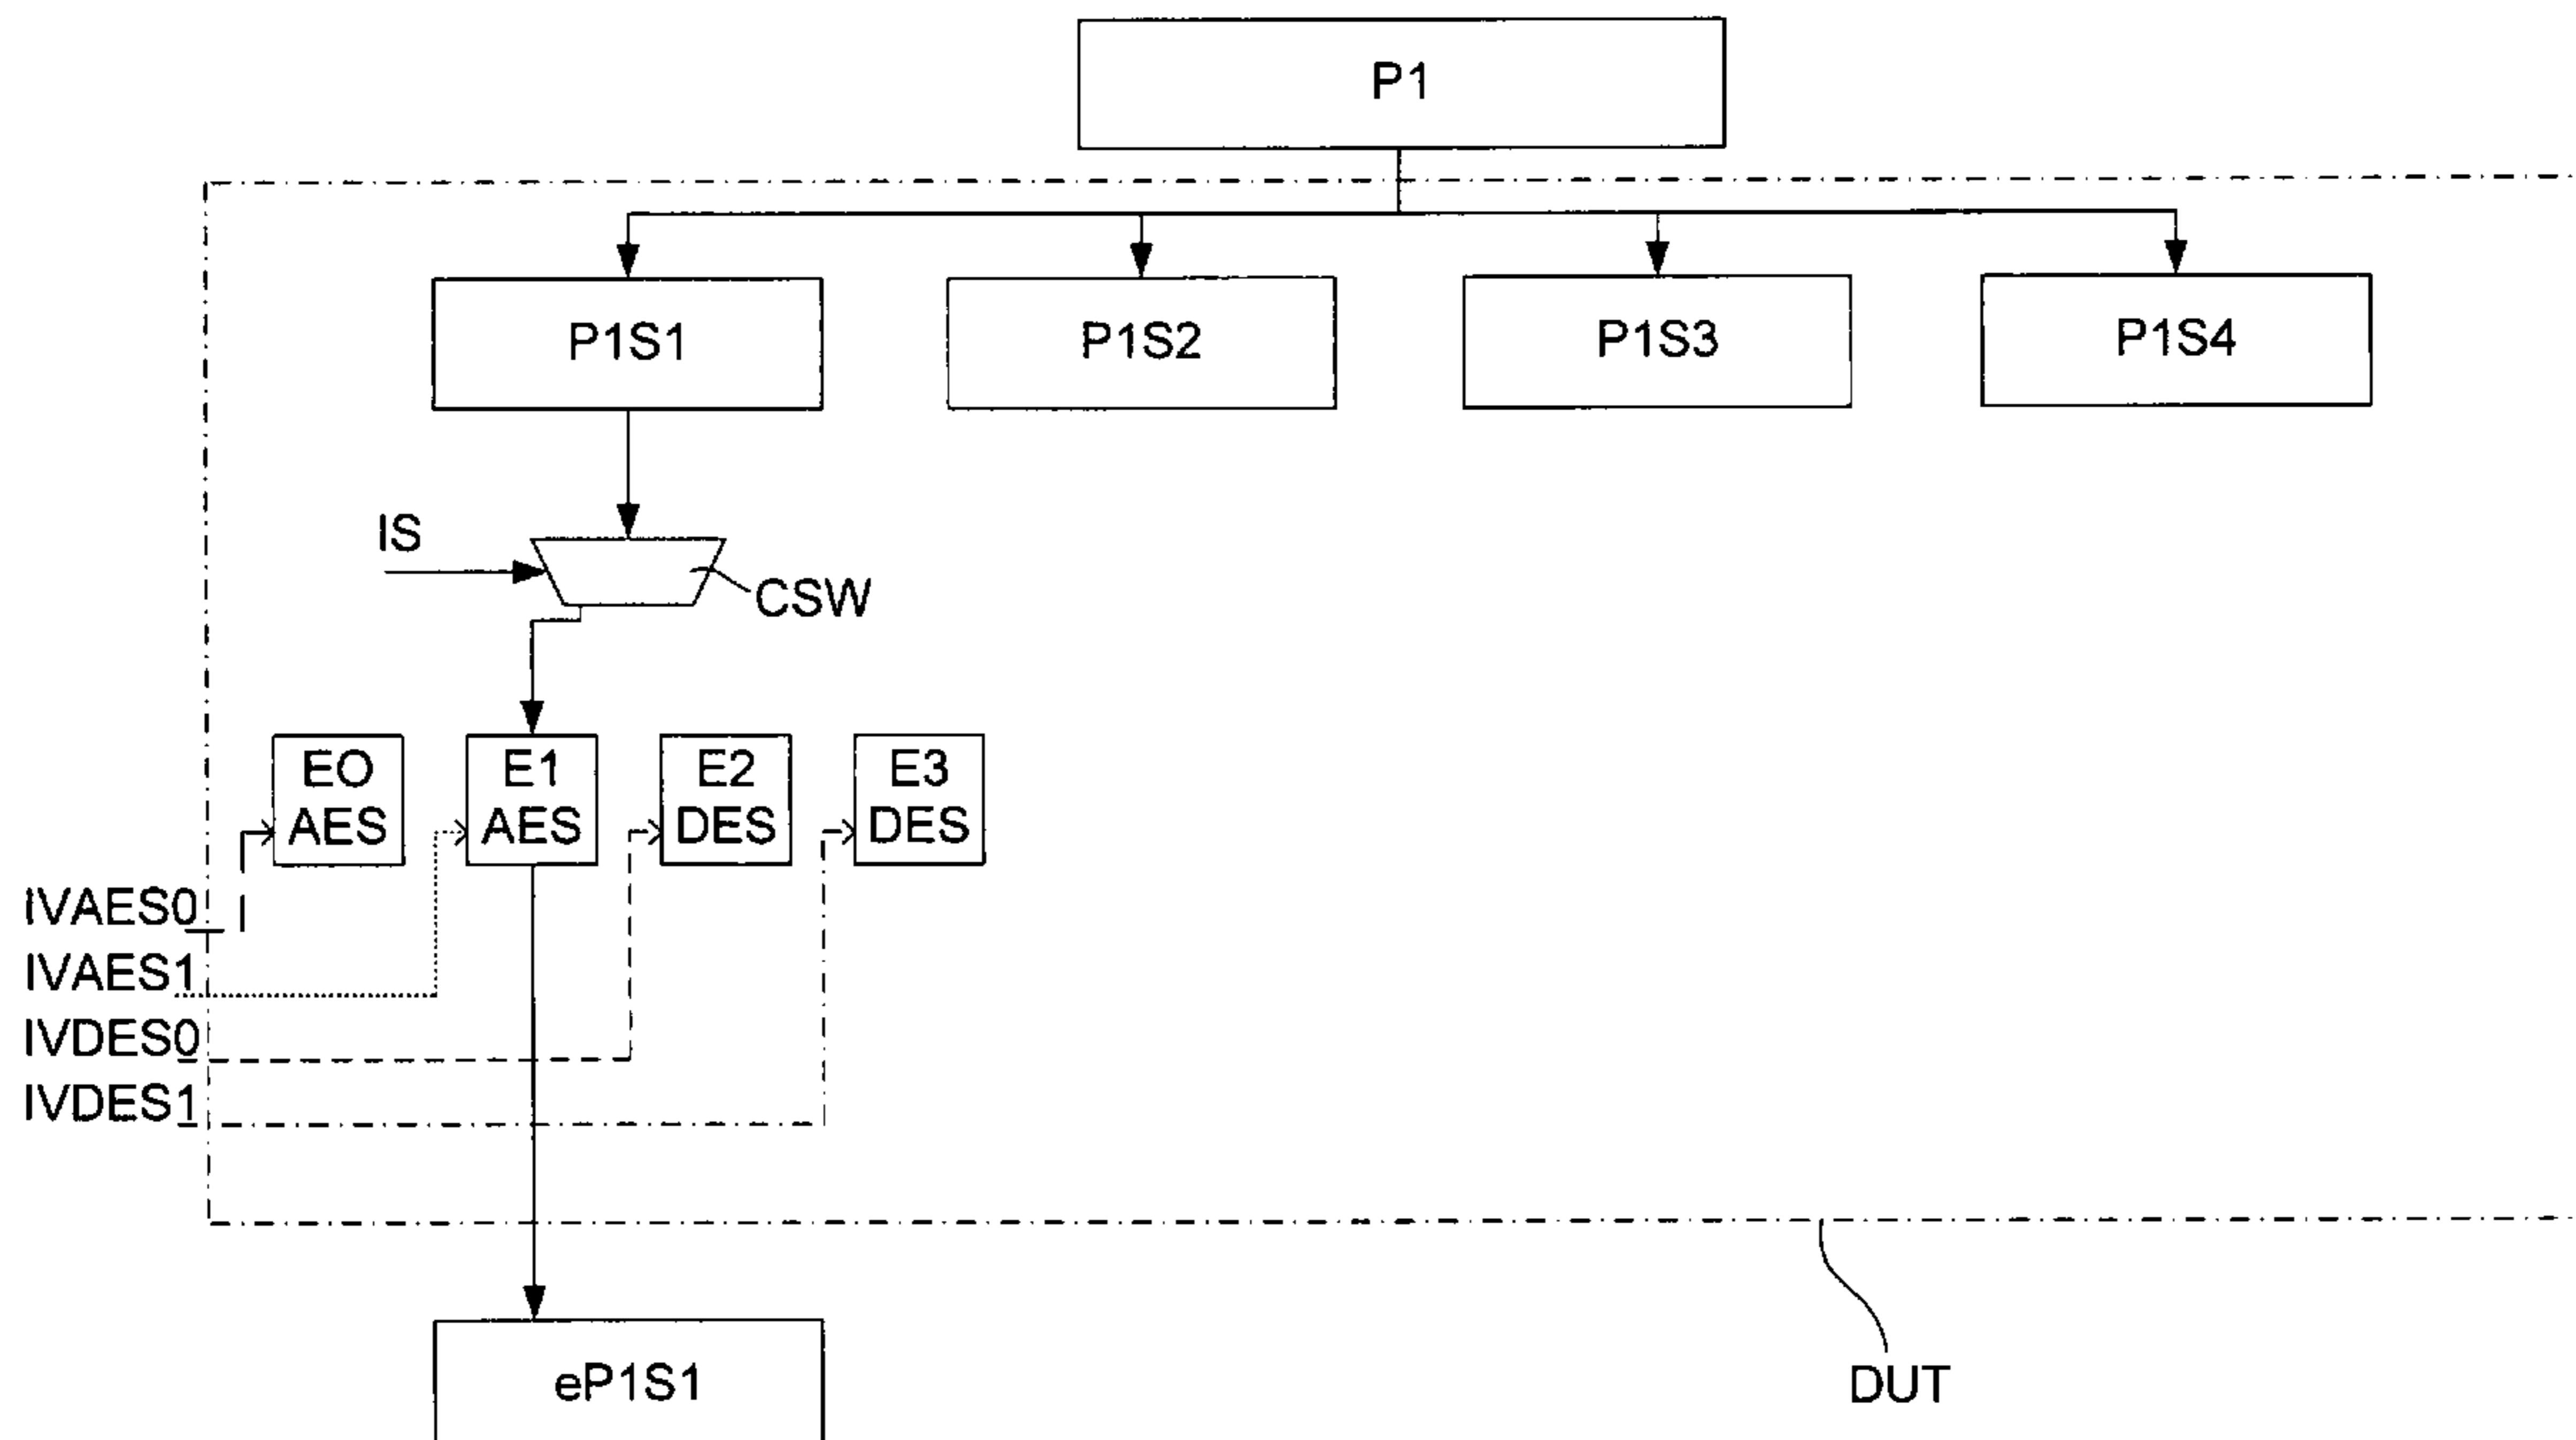 P1
P1S1
P1S2
P1S3
P1S4
IS
CSW
EO
AES
E1
AES
E2
DES
E3
DES
IVAES0
IVAES1
IVDES0
IVDES1
eP1S1
DUT